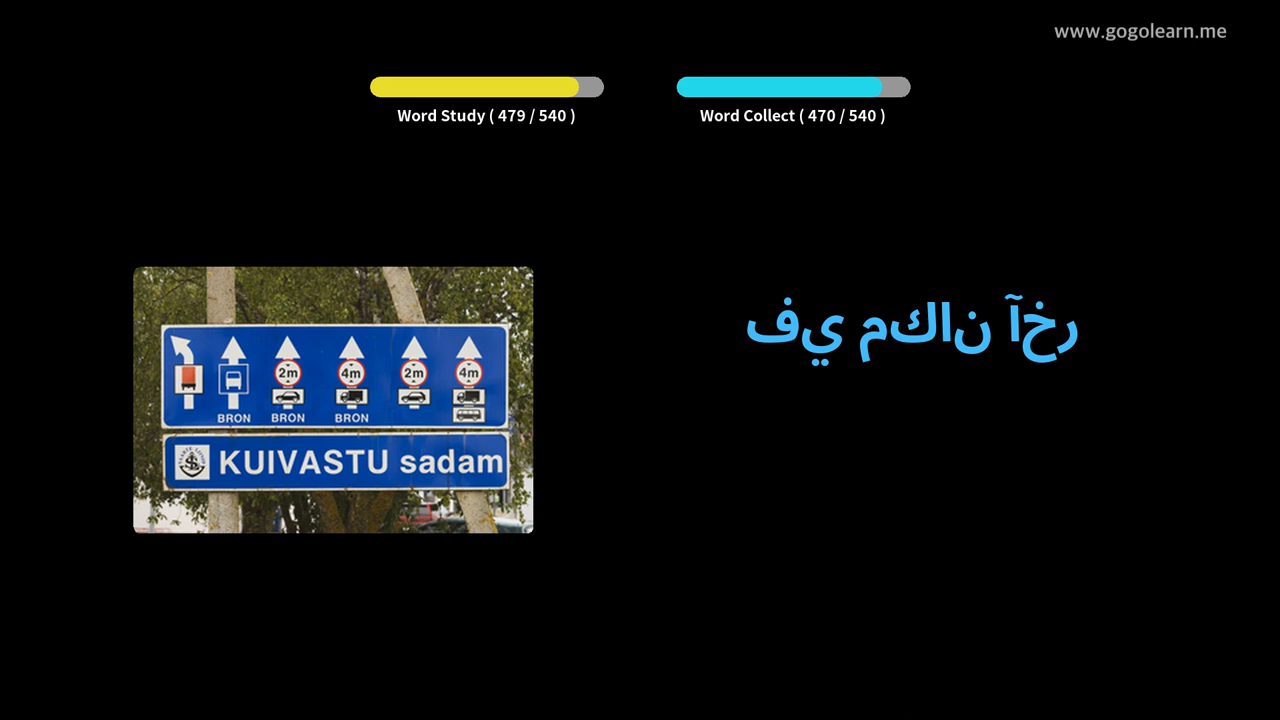 www.gogolearn.me
Word Study ( 479 / 540 )
Word Collect ( 470 / 540 )
في مكان آخر
2m 4m 2m 4m
BRON BRON BRON
KUIVASTU sadam